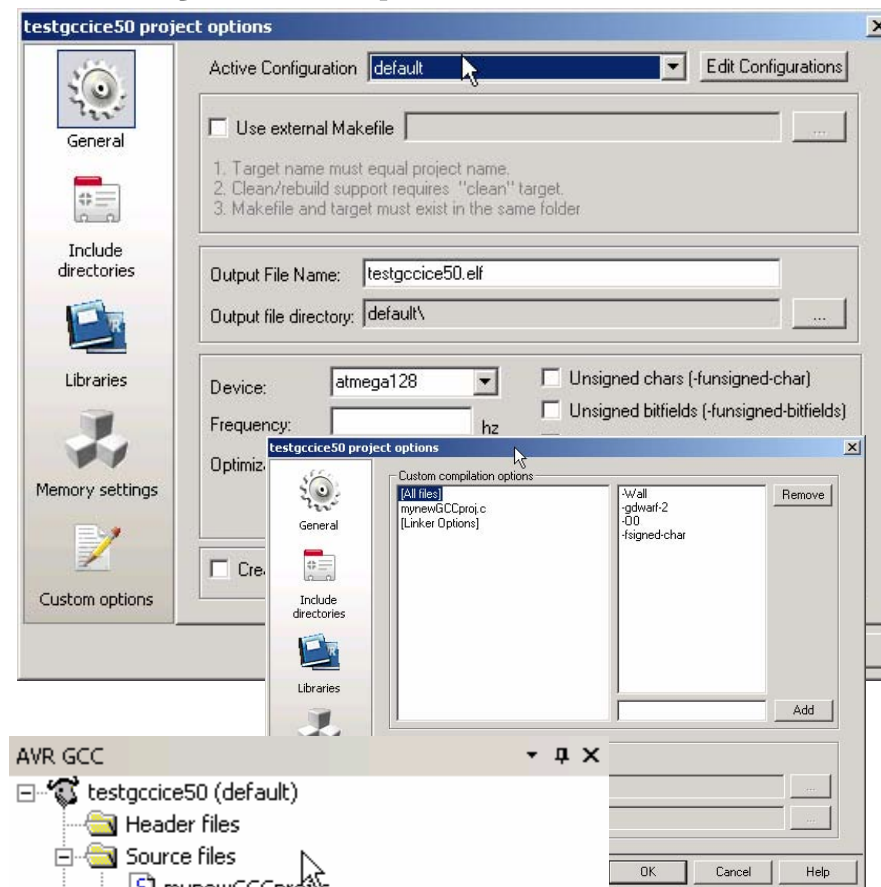 testgccice50 project options
Active Configuration default Edit Configurations
General
Use external Makefile ...
1. Target name must equal project name.
2. Clean/rebuild support requires "clean" target.
3. Makefile and target must exist in the same folder
Include
directories
Output File Name: testgccice50.elf
Output file directory: default\ ...
Libraries
Device: atmega128
Unsigned chars (-funsigned-char)
Frequency: hz
Unsigned bitfields (-funsigned-bitfields)
Memory settings
Custom options
testgccice50 project options
General
Include
directories
Libraries
Custom compilation options
[All files]
mynewGCCproj.c
[Linker Options]
-Wall
-gdwarf-2
-O0
-fsigned-char
Remove
Add
...
...
OK Cancel Help
AVR GCC
testgccice50 (default)
Header files
Source files